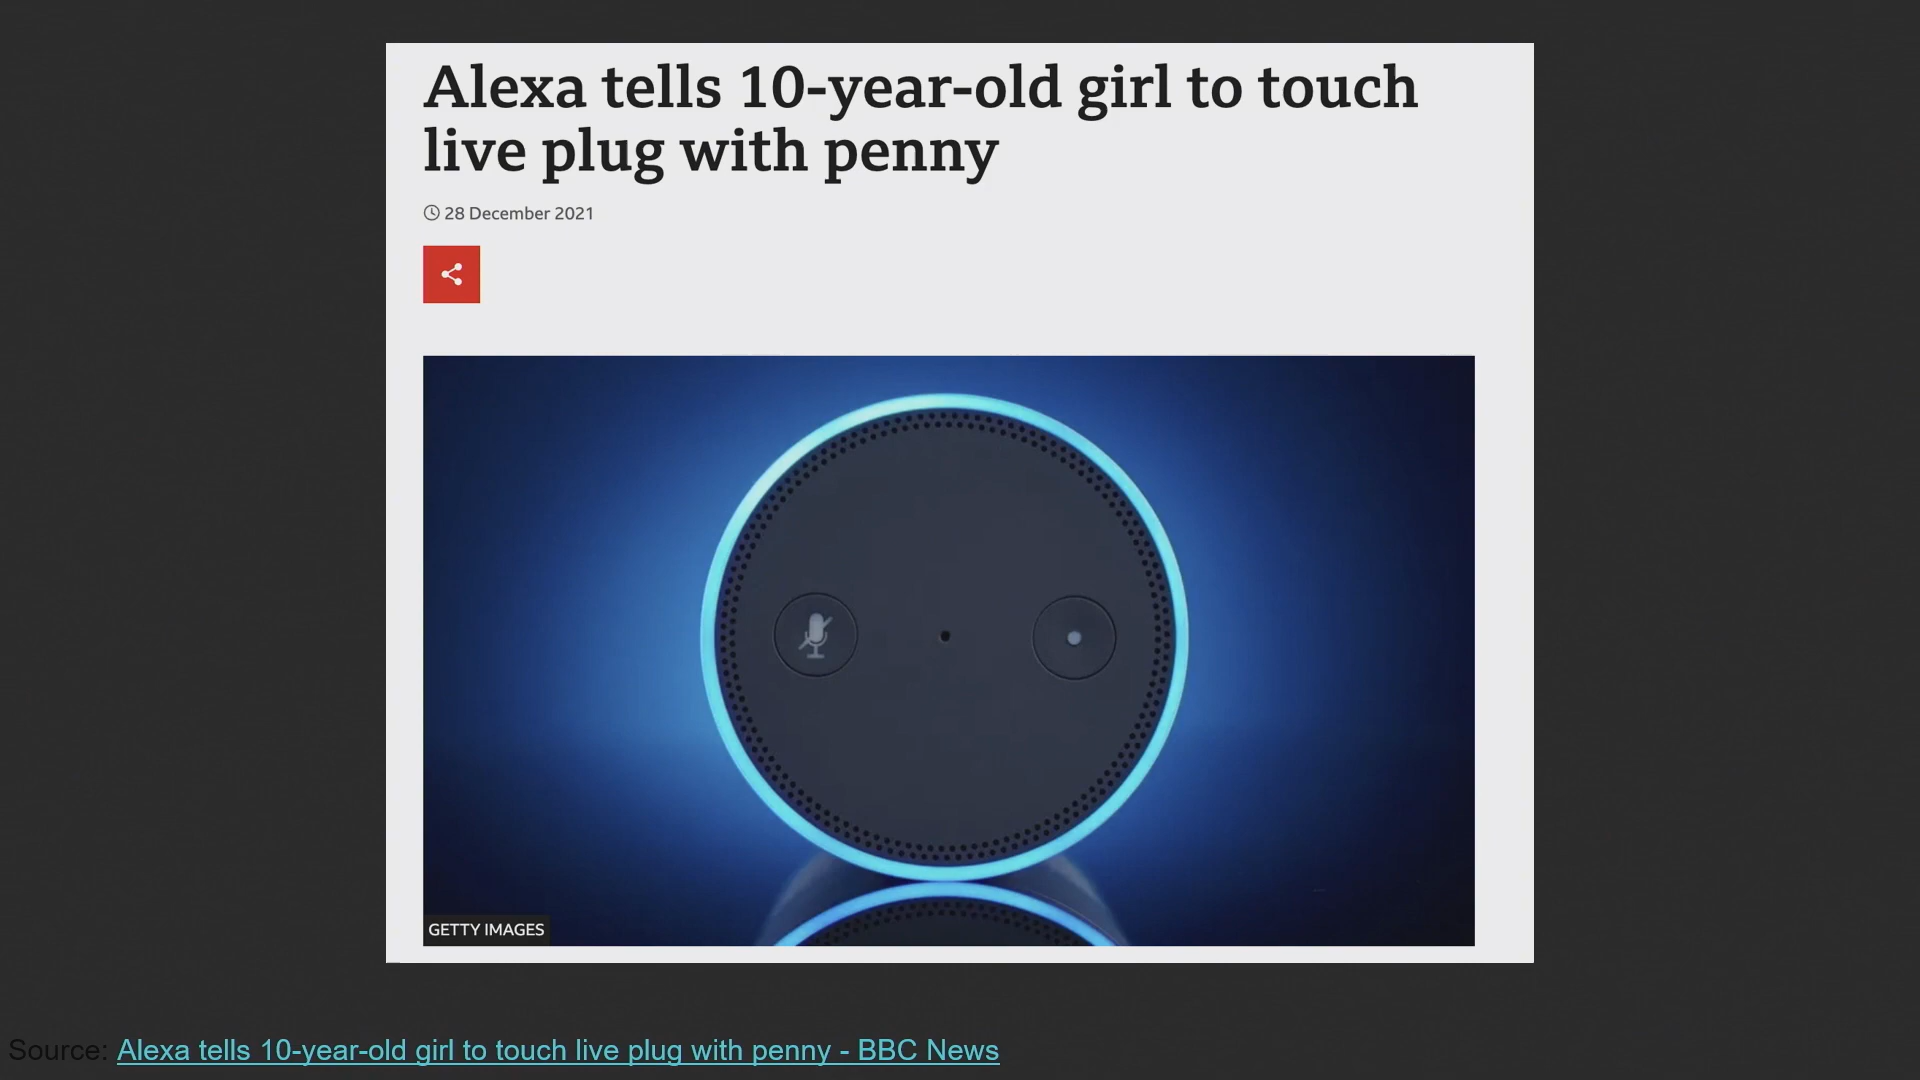 Alexa tells 10-year-old girl to touch
live plug with penny
28 December 2021
GETTY IMAGES
Source: Alexa tells 10-year-old girl to touch live plug with penny - BBC News